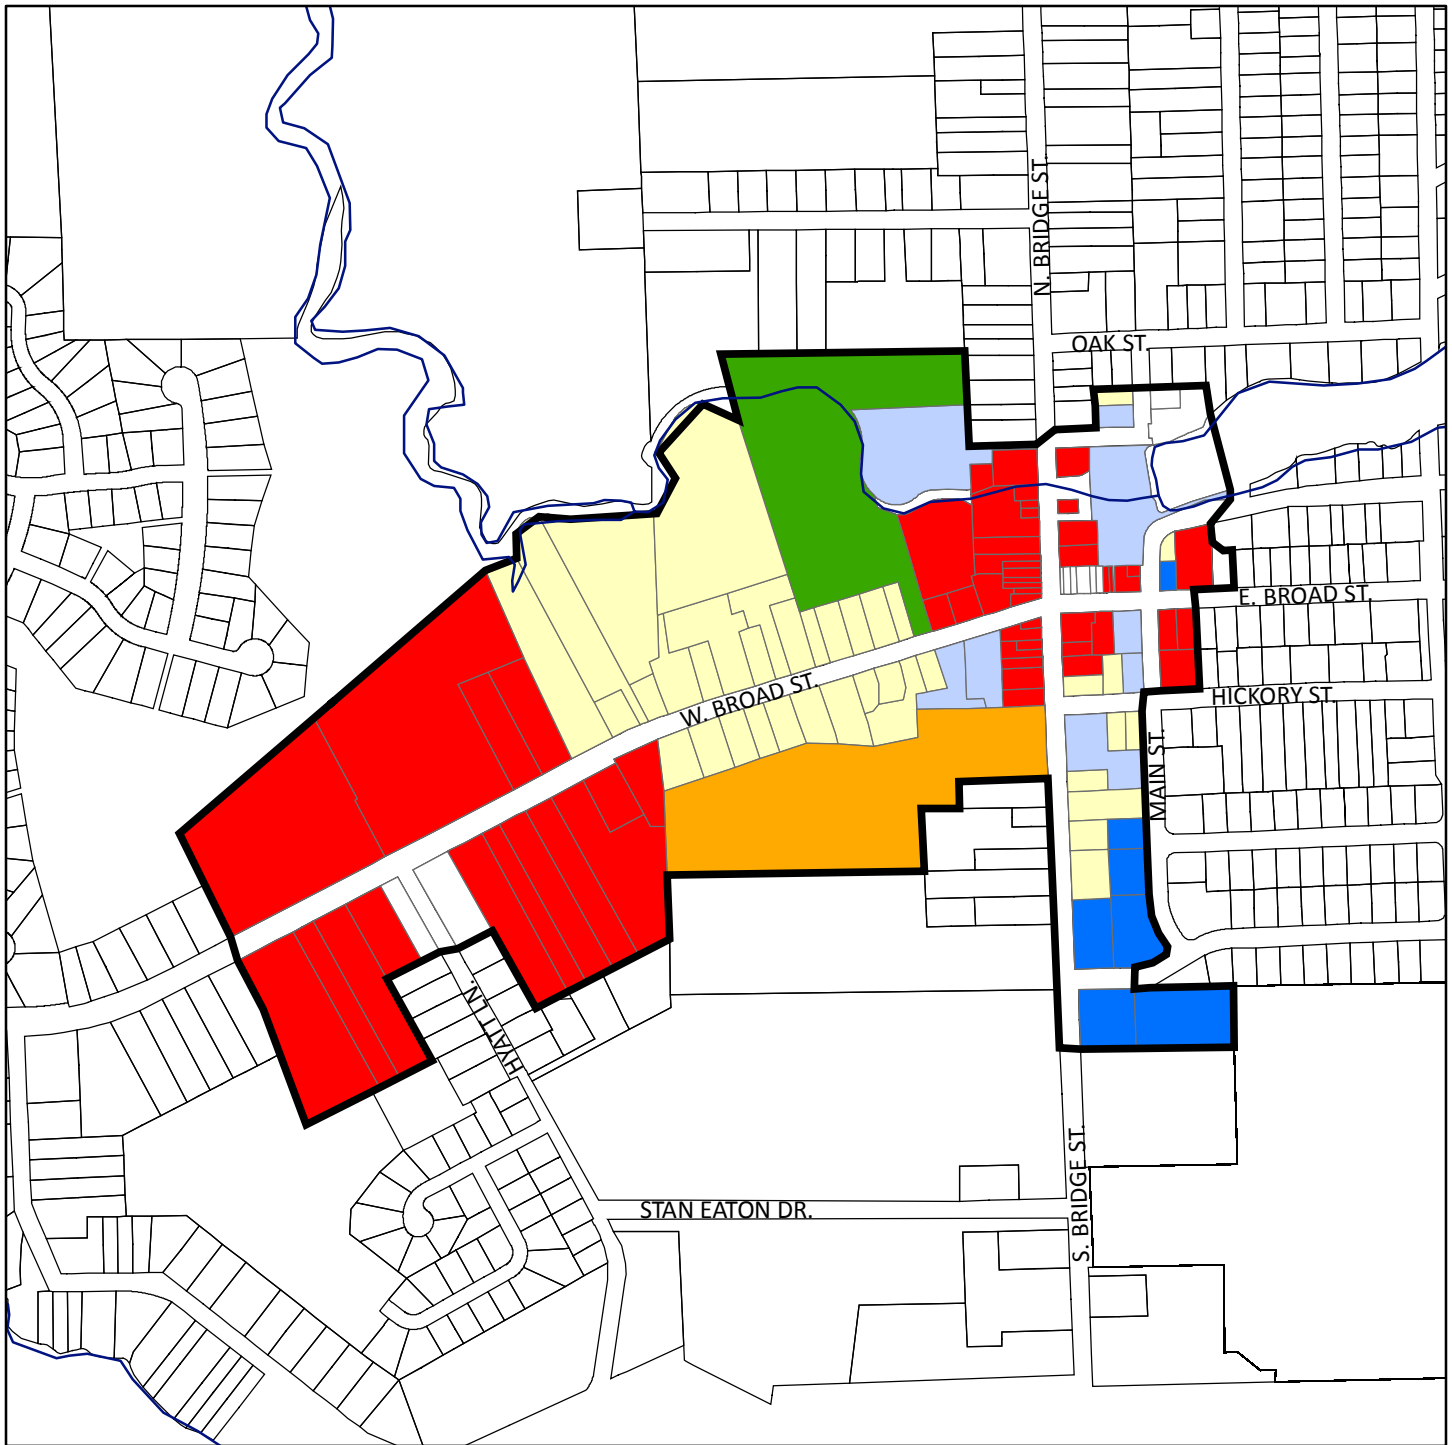 N. BRIDGE ST.
OAK ST.
E. BROAD ST.
W. BROAD ST.
HICKORY ST.
MAIN ST.
HYATT LN.
STAN EATON DR.
S. BRIDGE ST.